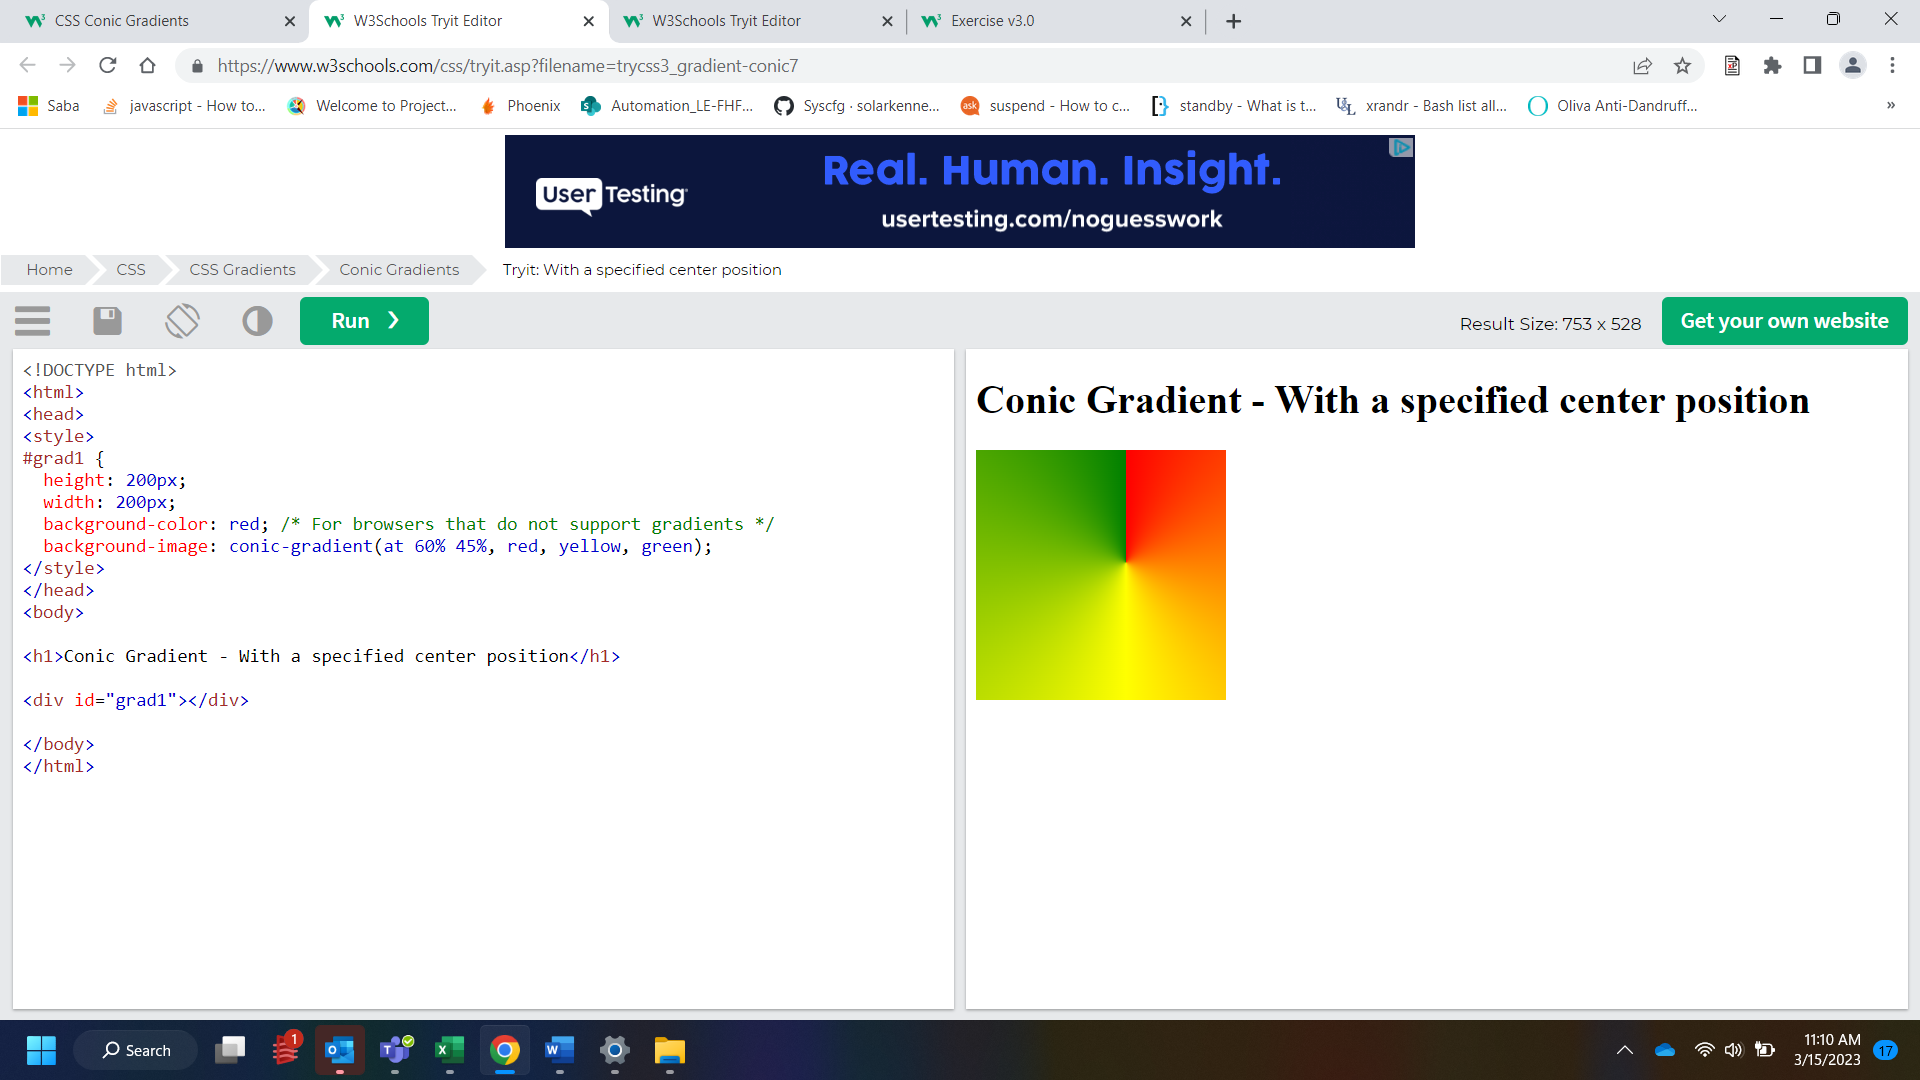 CSS Conic Gradients
W3Schools Tryit Editor
W3Schools Tryit Editor
Exercise v3.0
https://www.w3schools.com/css/tryit.asp?filename=trycss3_gradient-conic7
Saba
javascript - How to...
Welcome to Project...
Phoenix
Automation_LE-FHF...
Syscfg · solarkenne...
ask
suspend - How to c...
standby - What is t...
U&L
xrandr - Bash list all...
Oliva Anti-Dandruff...
»
UserTesting
Real. Human. Insight.
usertesting.com/noguesswork
Home
CSS
CSS Gradients
Conic Gradients
Tryit: With a specified center position
Run ❯
Result Size: 753 x 528
Get your own website
<!DOCTYPE html>
<html>
<head>
<style>
#grad1 {
  height: 200px;
  width: 200px;
  background-color: red; /* For browsers that do not support gradients */
  background-image: conic-gradient(at 60% 45%, red, yellow, green);
</style>
</head>
<body>
<h1>Conic Gradient - With a specified center position</h1>
<div id="grad1"></div>
</body>
</html>
Conic Gradient - With a specified center position
Search
1
11:10 AM
3/15/2023
17